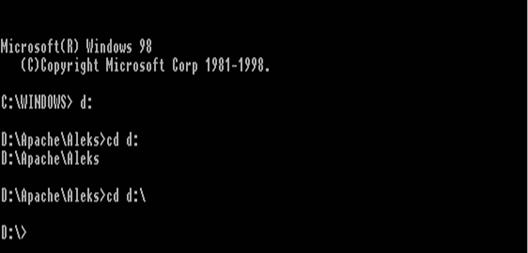 Microsoft(R) Windows 98
(C)Copyright Microsoft Corp 1981-1998.
C:\WINDOWS> d:
D:\Apache\Aleks>cd d:
D:\Apache\Aleks
D:\Apache\Aleks>cd d:\
D:\>